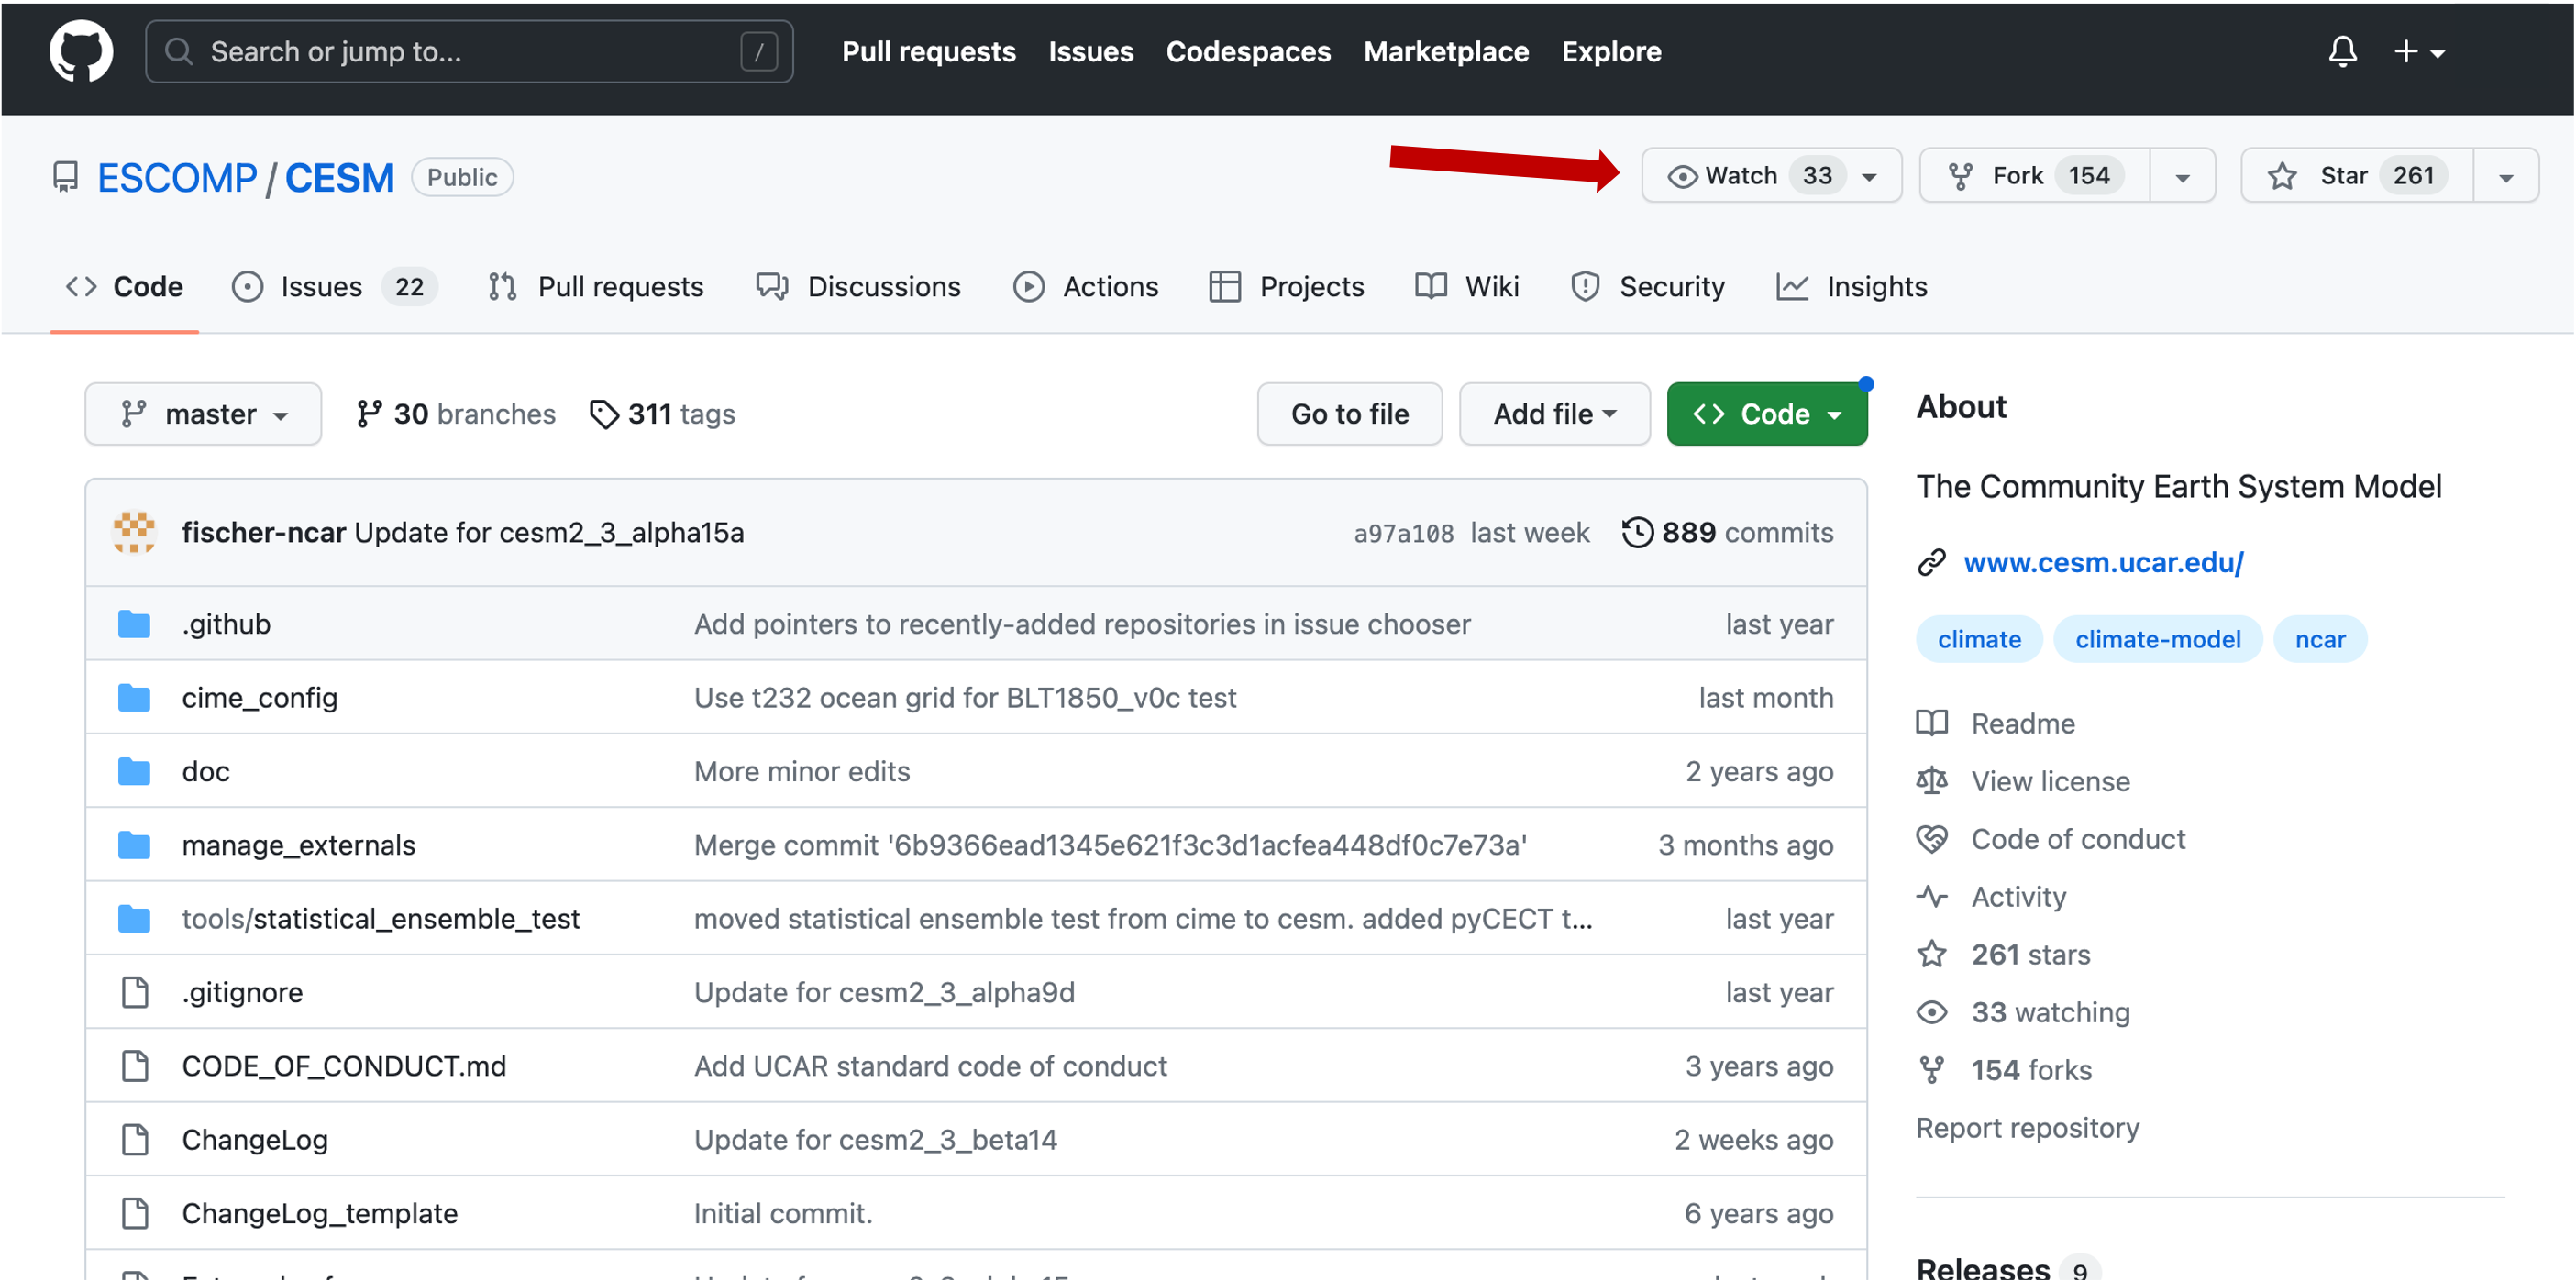 Search or jump to... / Pull requests Issues Codespaces Marketplace Explore
ESCOMP / CESM Public Watch 33 Fork 154 Star 261
Code Issues 22 Pull requests Discussions Actions Projects Wiki Security Insights
master 30 branches 311 tags Go to file Add file Code
fischer-ncar Update for cesm2_3_alpha15a a97a108 last week 889 commits
.github Add pointers to recently-added repositories in issue chooser last year
cime_config Use t232 ocean grid for BLT1850_v0c test last month
doc More minor edits 2 years ago
manage_externals Merge commit '6b9366ead1345e621f3c3d1acfea448df0c7e73a' 3 months ago
tools/statistical_ensemble_test moved statistical ensemble test from cime to cesm. added pyCECT t... last year
.gitignore Update for cesm2_3_alpha9d last year
CODE_OF_CONDUCT.md Add UCAR standard code of conduct 3 years ago
ChangeLog Update for cesm2_3_beta14 2 weeks ago
ChangeLog_template Initial commit. 6 years ago
About
The Community Earth System Model
www.cesm.ucar.edu/
climate climate-model ncar
Readme
View license
Code of conduct
Activity
261 stars
33 watching
154 forks
Report repository
Releases 9